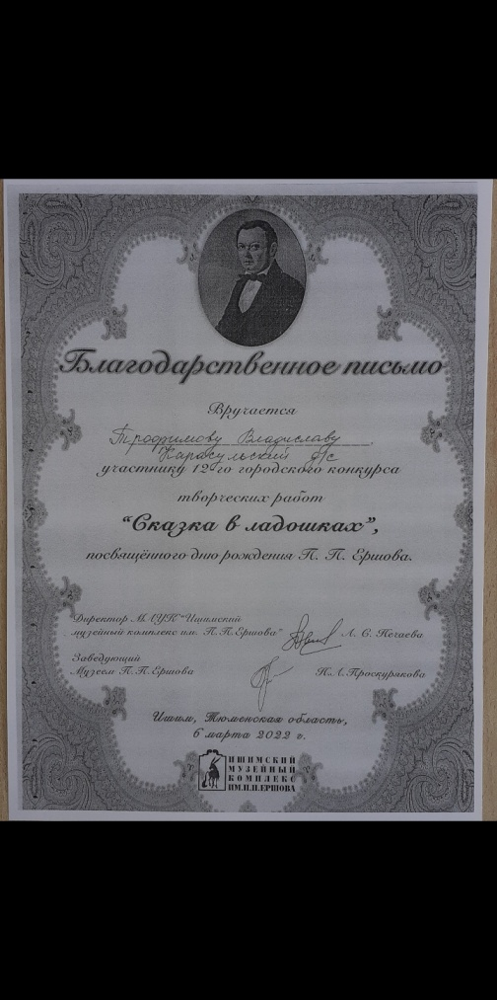 Благодарственное письмо
Вручается
Трофимову Владиславу
Карасульский д/с
участнику 12-го городского конкурса
творческих работ
“Сказка в ладошках”,
посвящённого дню рождения П. П. Ершова.
Директор МАУК “Ишимский
музейный комплекс им. П.П.Ершова” Л. С. Нечаева
Заведующий
Музеем П.П.Ершова Н.А.Проскурякова
Ишим, Тюменская область,
6 марта 2022 г.
ИШИМСКИЙ
МУЗЕЙНЫЙ
КОМПЛЕКС
ИМ.П.П.ЕРШОВА